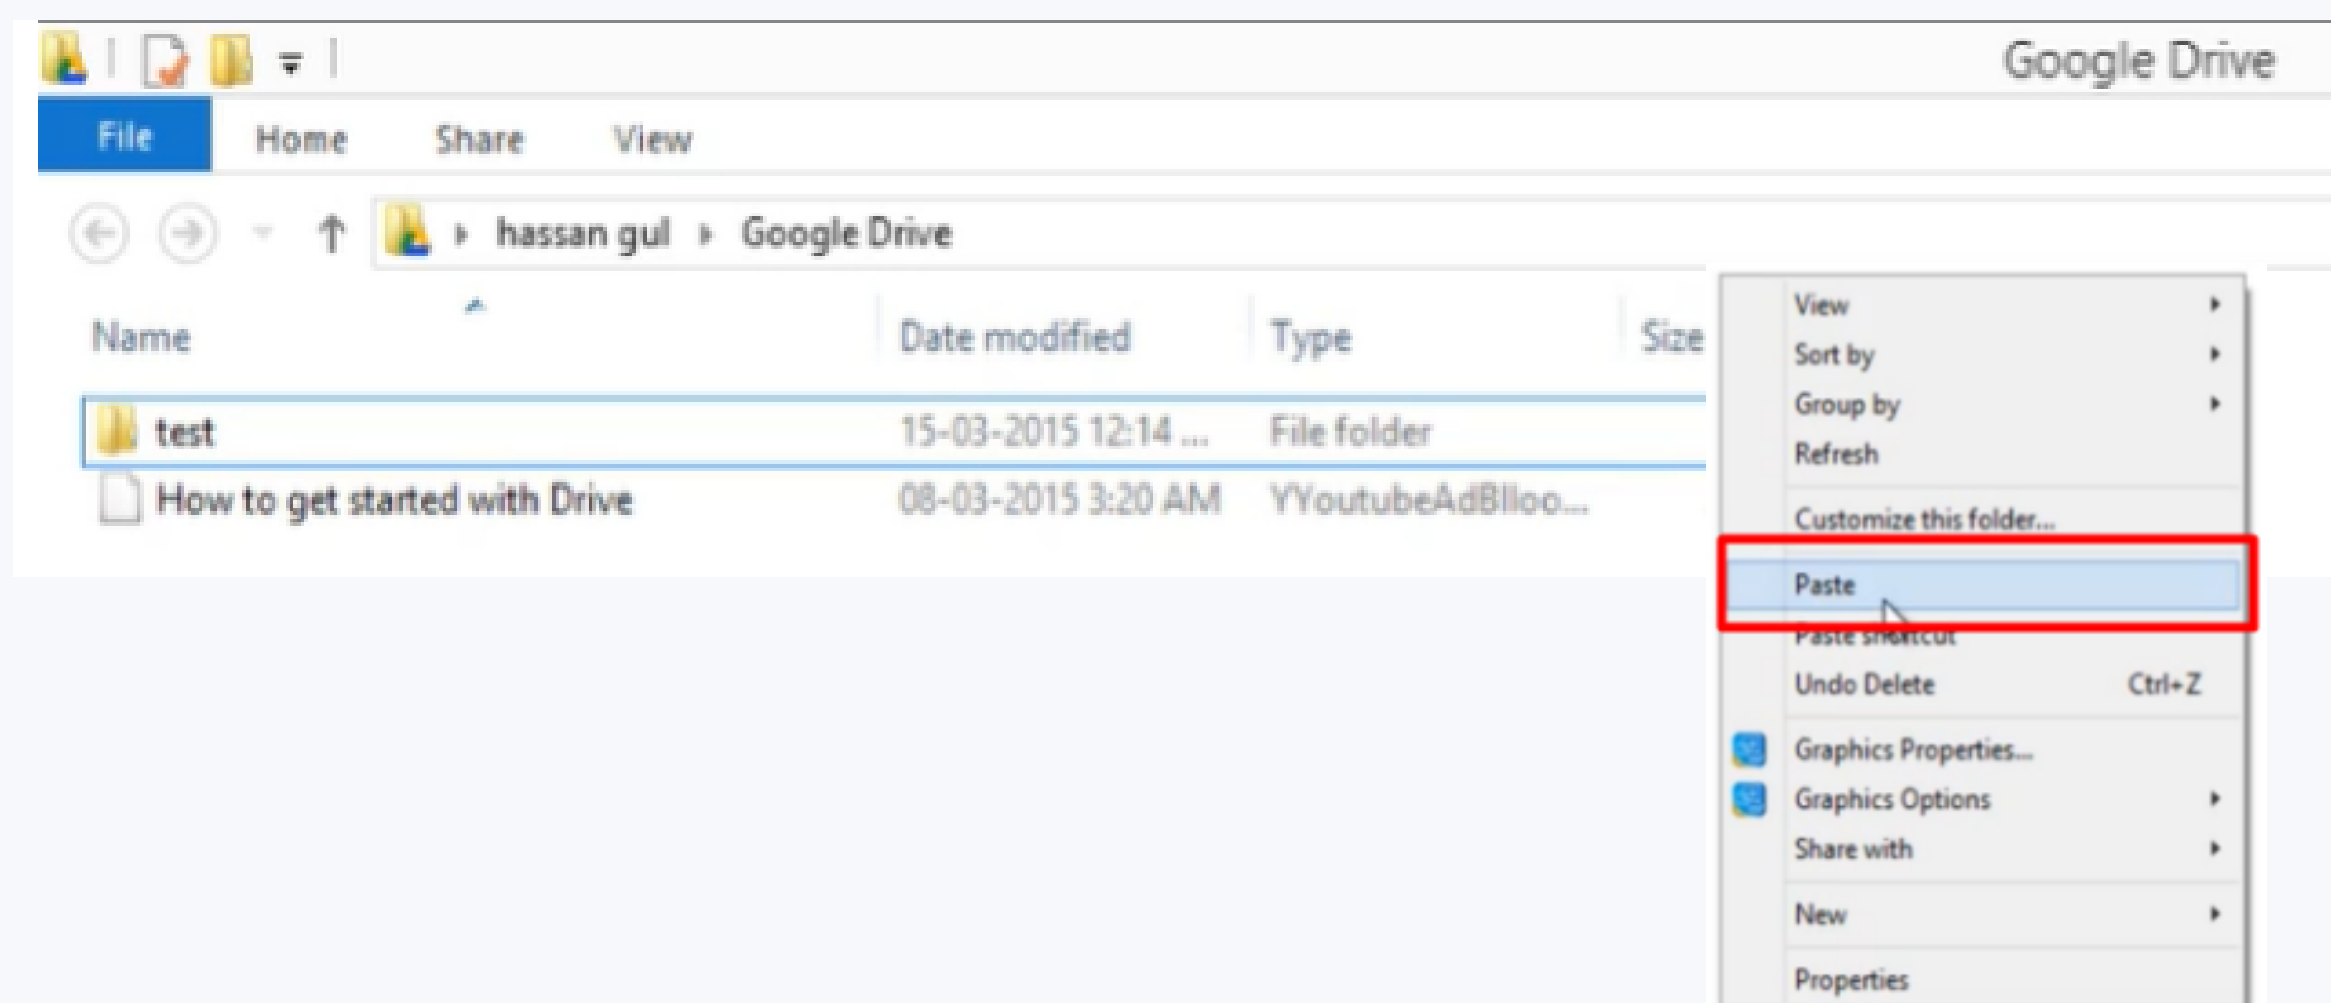 Google Drive
File Home Share View
hassan gul Google Drive
Name Date modified Type Size
test 15-03-2015 12:14 ... File folder
How to get started with Drive 08-03-2015 3:20 AM YYoutubeAdBlloo...
View
Sort by
Group by
Refresh
Customize this folder...
Paste
Paste shortcut
Undo Delete Ctrl+Z
Graphics Properties...
Graphics Options
Share with
New
Properties